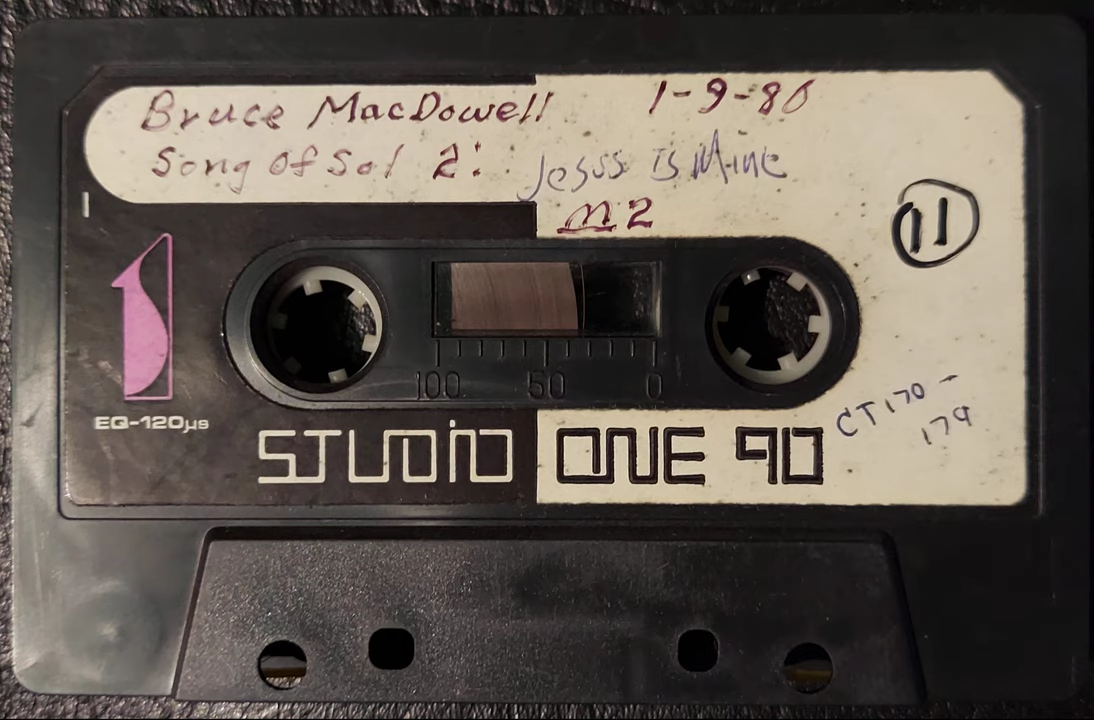 Bruce MacDowell 1-9-86
Song Of Sol 2: Jesus Is Mine
m2
11
1
100 50 0
EQ-120µs
STUDIO ONE 90
CT170-
179